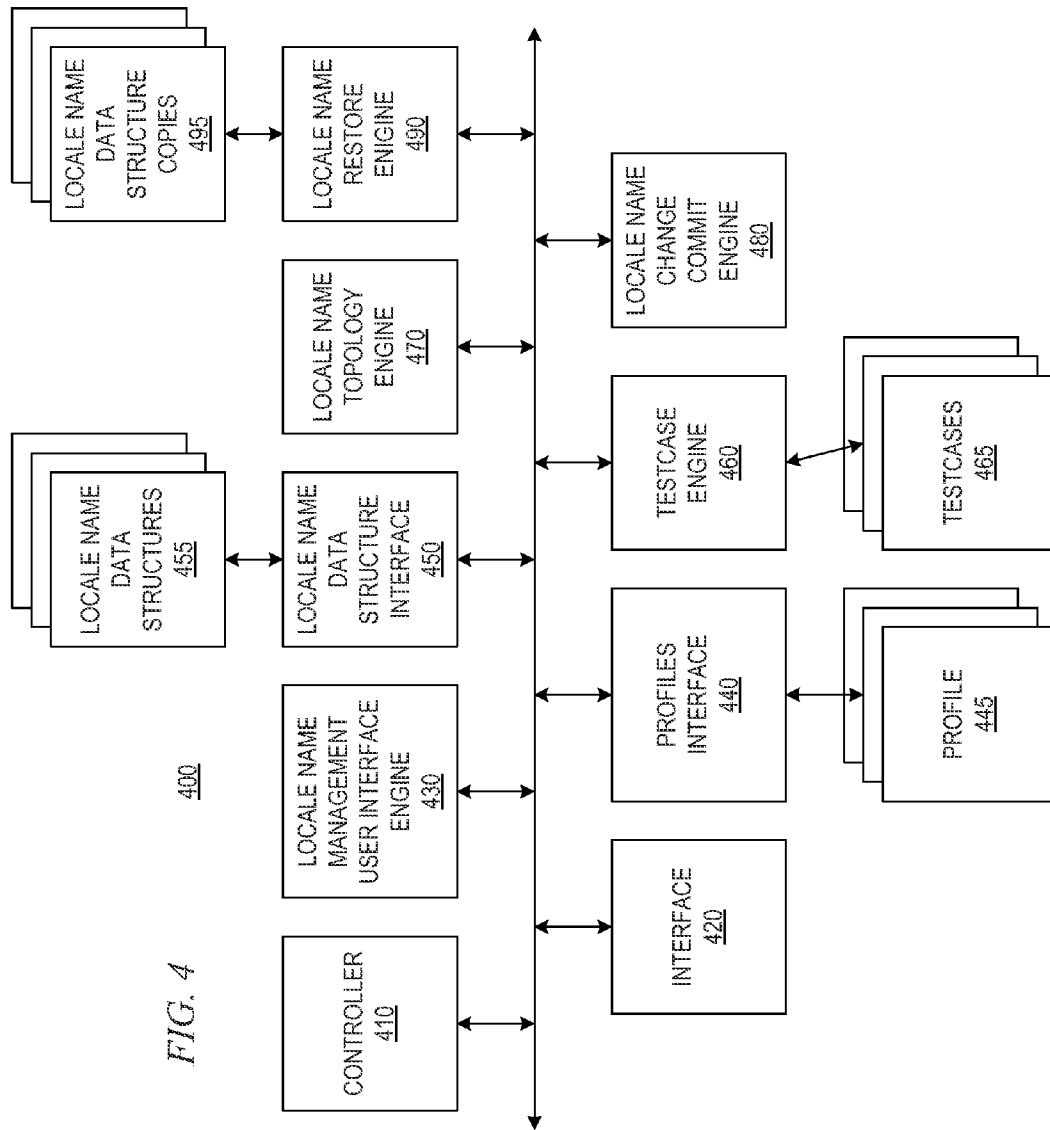 FIG. 4
400
CONTROLLER
410
LOCALE NAME
MANAGEMENT
USER INTERFACE
ENGINE
430
LOCALE NAME
DATA
STRUCTURES
455
LOCALE NAME
DATA
STRUCTURE
INTERFACE
450
LOCALE NAME
TOPOLOGY
ENGINE
470
LOCALE NAME
DATA
STRUCTURE
COPIES
495
LOCALE NAME
RESTORE
ENIGINE
490
INTERFACE
420
PROFILES
INTERFACE
440
PROFILE
445
TESTCASE
ENGINE
460
TESTCASES
465
LOCALE NAME
CHANGE
COMMIT
ENGINE
480